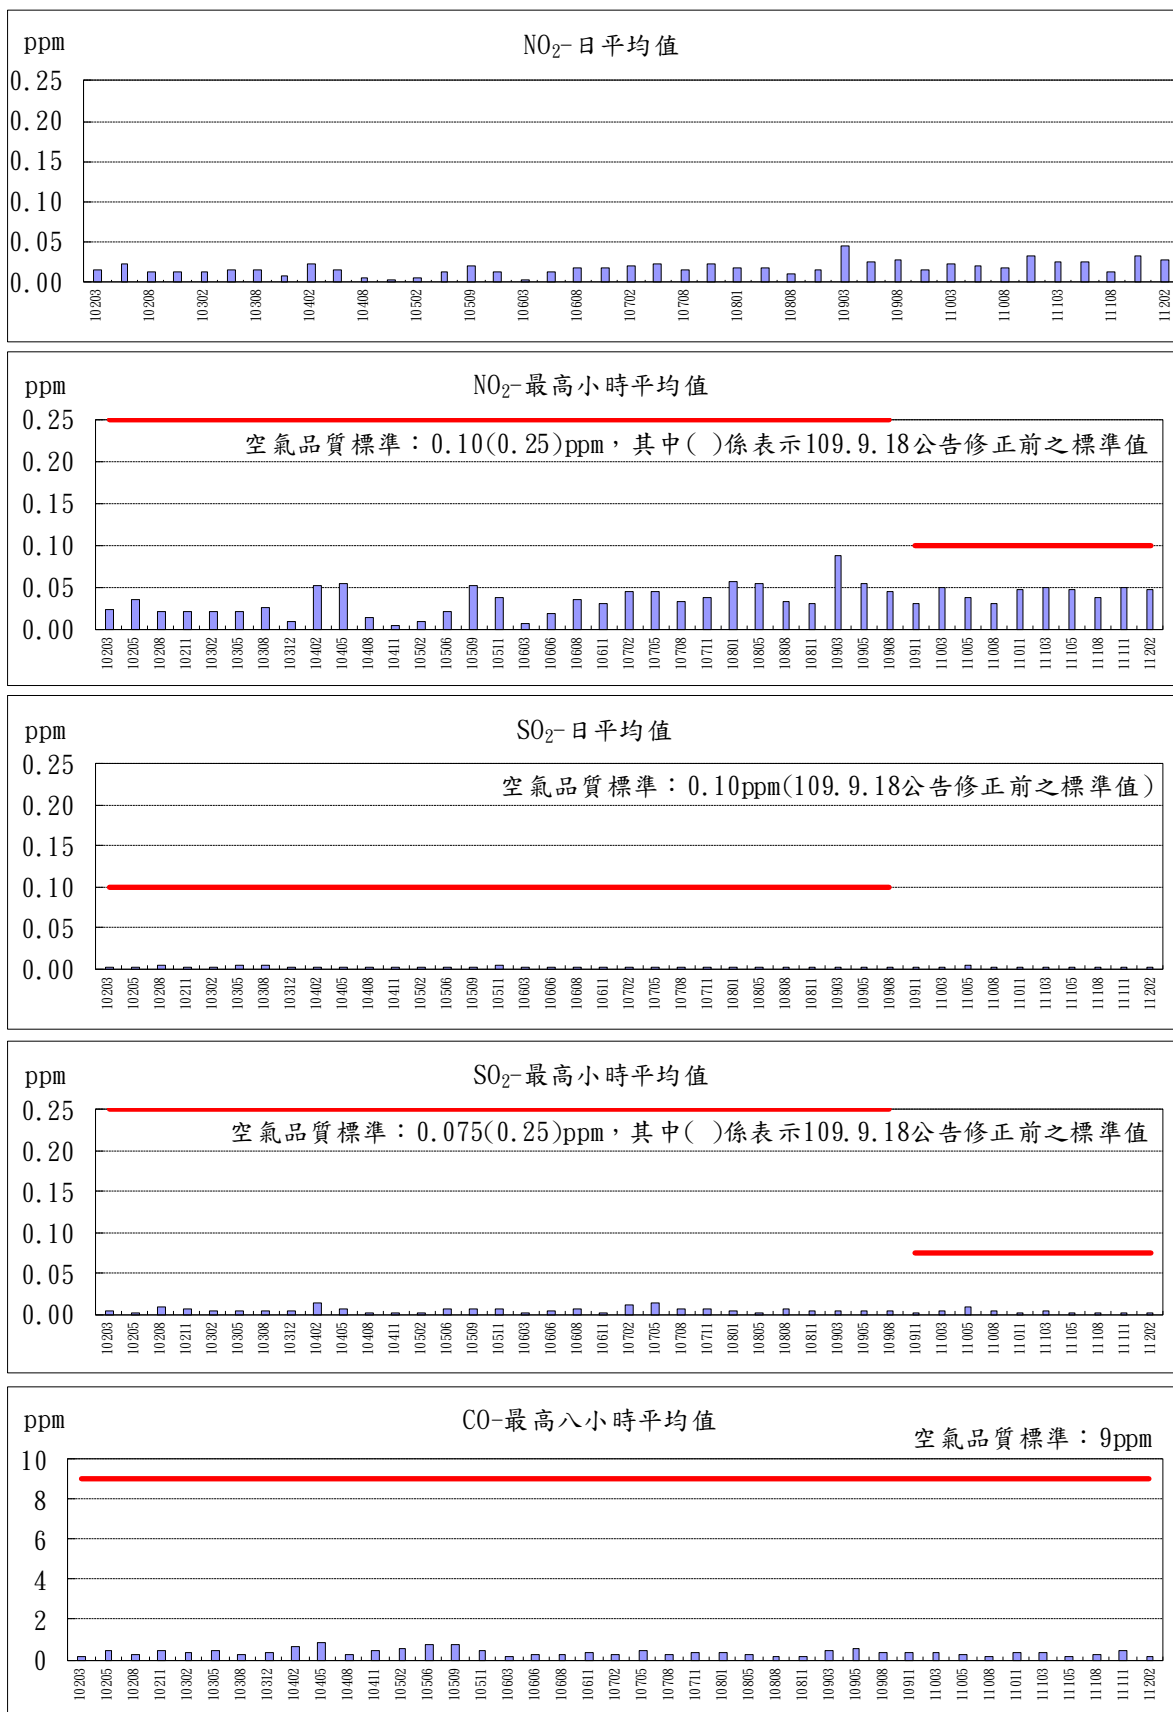 ppm
NO₂-日平均值
0.25
0.20
0.15
0.10
0.05
0.00
10203 10208 10302 10308 10402 10408 10502 10509 10603 10608 10702 10708 10801 10808 10903 10908 11003 11008 11103 11108 11202
ppm
NO₂-最高小時平均值
0.25
空氣品質標準：0.10(0.25)ppm，其中( )係表示109.9.18公告修正前之標準值
0.20
0.15
0.10
0.05
0.00
10203 10205 10208 10211 10302 10305 10308 10312 10402 10405 10408 10411 10502 10506 10509 10511 10603 10606 10608 10611 10702 10705 10708 10711 10801 10805 10808 10811 10903 10905 10908 10911 11003 11005 11008 11011 11103 11105 11108 11111 11202
ppm
SO₂-日平均值
0.25
空氣品質標準：0.10ppm(109.9.18公告修正前之標準值)
0.20
0.15
0.10
0.05
0.00
10203 10205 10208 10211 10302 10305 10308 10312 10402 10405 10408 10411 10502 10506 10509 10511 10603 10606 10608 10611 10702 10705 10708 10711 10801 10805 10808 10811 10903 10905 10908 10911 11003 11005 11008 11011 11103 11105 11108 11111 11202
ppm
SO₂-最高小時平均值
0.25
空氣品質標準：0.075(0.25)ppm，其中( )係表示109.9.18公告修正前之標準值
0.20
0.15
0.10
0.05
0.00
10203 10205 10208 10211 10302 10305 10308 10312 10402 10405 10408 10411 10502 10506 10509 10511 10603 10606 10608 10611 10702 10705 10708 10711 10801 10805 10808 10811 10903 10905 10908 10911 11003 11005 11008 11011 11103 11105 11108 11111 11202
ppm
CO-最高八小時平均值
空氣品質標準：9ppm
10
8
6
4
2
0
10203 10205 10208 10211 10302 10305 10308 10312 10402 10405 10408 10411 10502 10506 10509 10511 10603 10606 10608 10611 10702 10705 10708 10711 10801 10805 10808 10811 10903 10905 10908 10911 11003 11005 11008 11011 11103 11105 11108 11111 11202